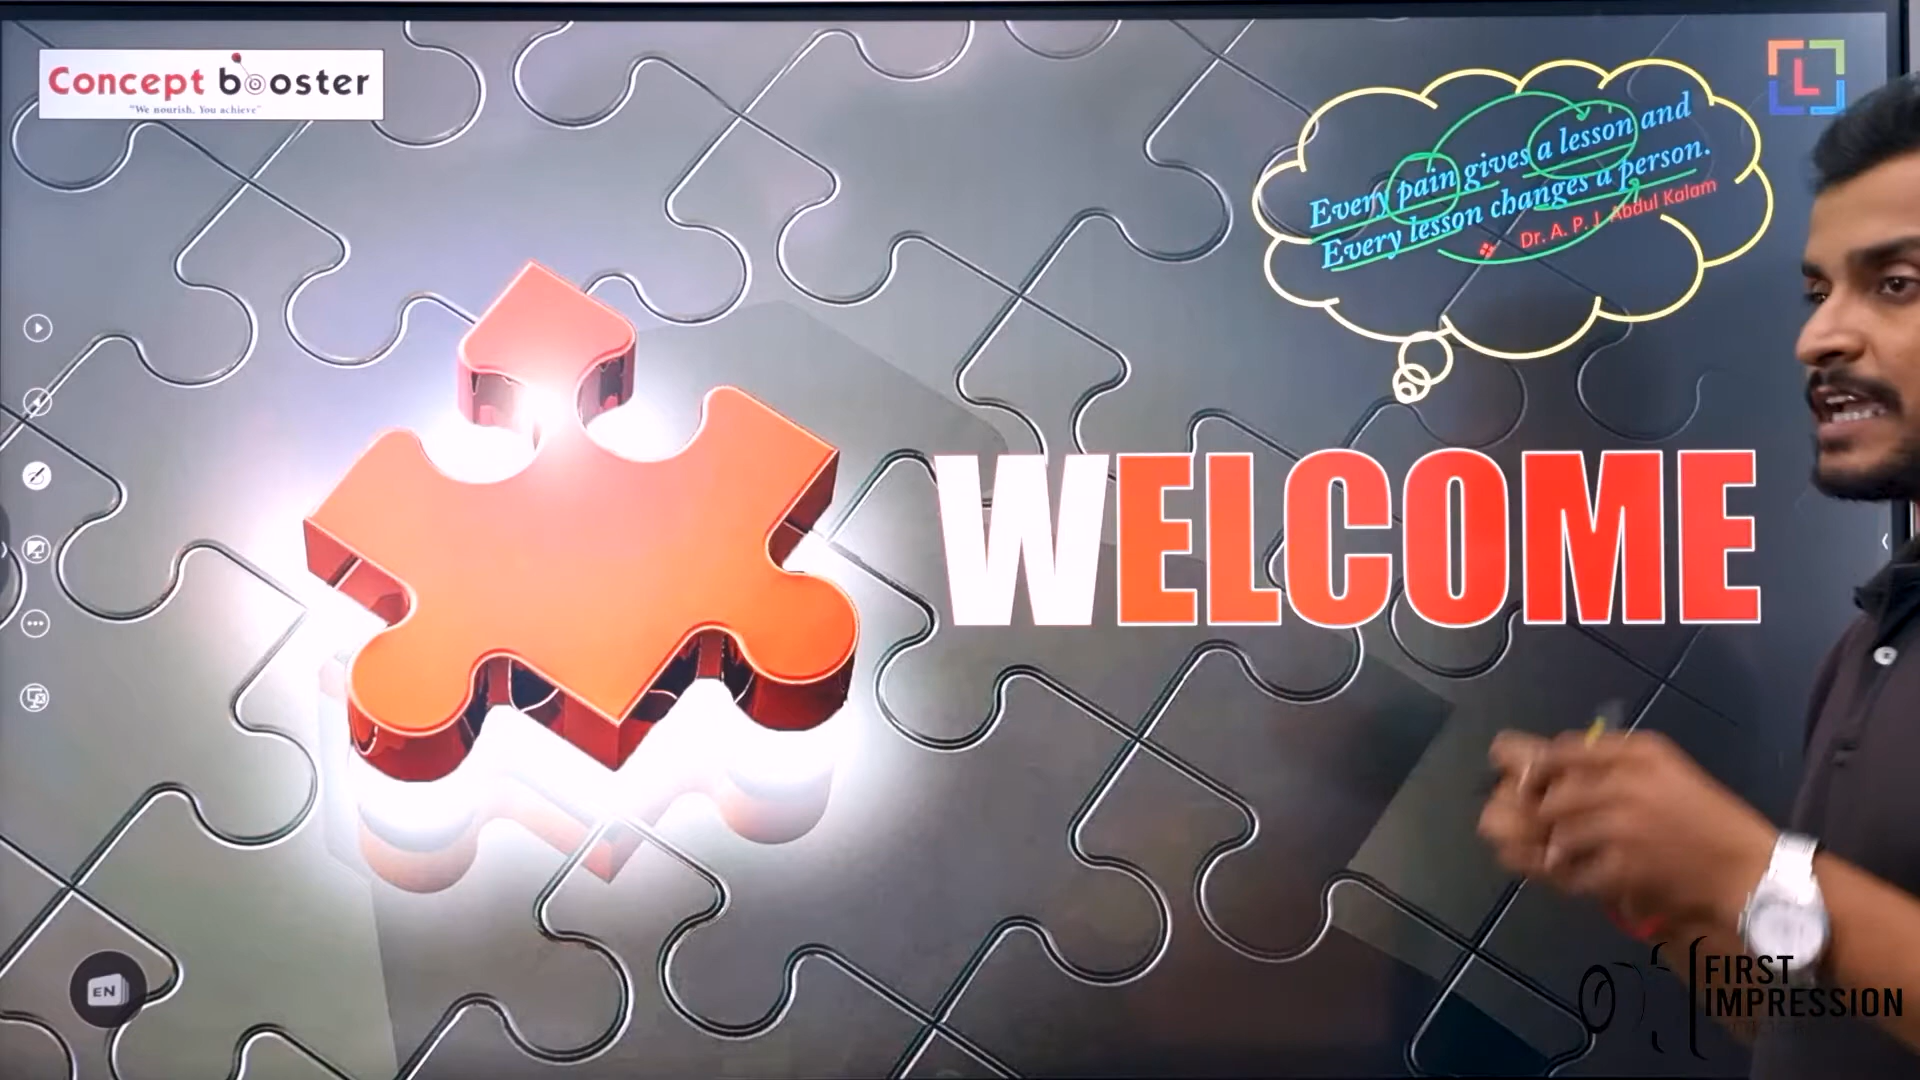 Concept booster
"We nourish, You achieve"
L
Every pain gives a lesson and
Every lesson changes a person.
Dr. A. P. J. Abdul Kalam
WELCOME
EN
FIRST
IMPRESSION